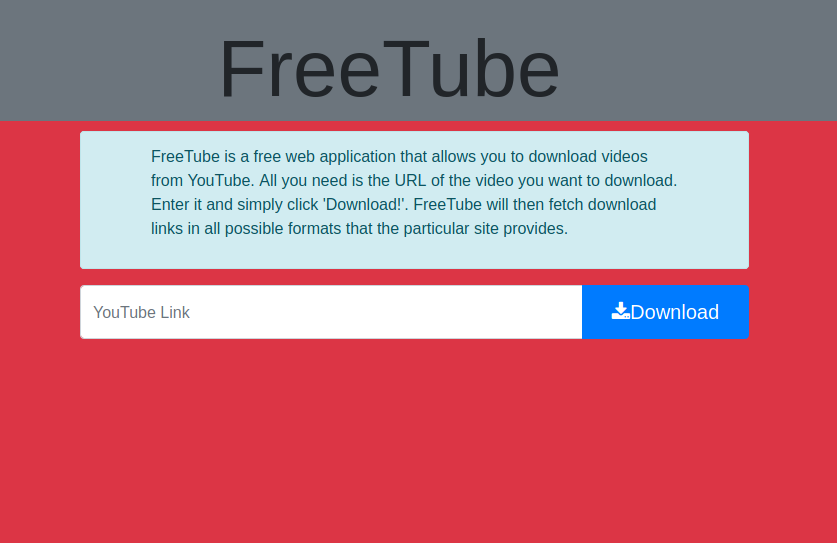 FreeTube
FreeTube is a free web application that allows you to download videos
from YouTube. All you need is the URL of the video you want to download.
Enter it and simply click 'Download!'. FreeTube will then fetch download
links in all possible formats that the particular site provides.
YouTube Link
Download